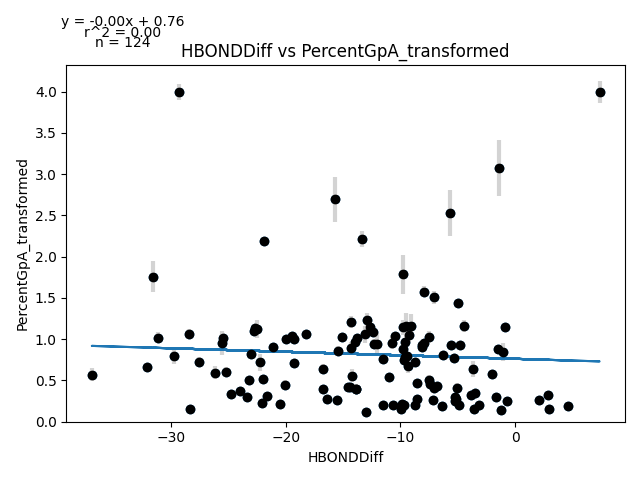 y = -0.00x + 0.76
r^2 = 0.00
n = 124
HBONDDiff vs PercentGpA_transformed
4.0
3.5
3.0
2.5
2.0
1.5
1.0
0.5
0.0
PercentGpA_transformed
−30
−20
−10
0
HBONDDiff